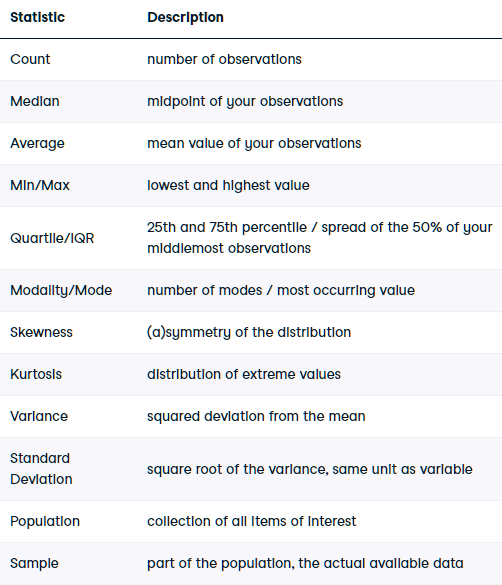 Statistic Description
Count number of observations
Median midpoint of your observations
Average mean value of your observations
Min/Max lowest and highest value
Quartile/IQR 25th and 75th percentile / spread of the 50% of your
middlemost observations
Modality/Mode number of modes / most occurring value
Skewness (a)symmetry of the distribution
Kurtosis distribution of extreme values
Variance squared deviation from the mean
Standard
Deviation square root of the variance, same unit as variable
Population collection of all items of interest
Sample part of the population, the actual available data